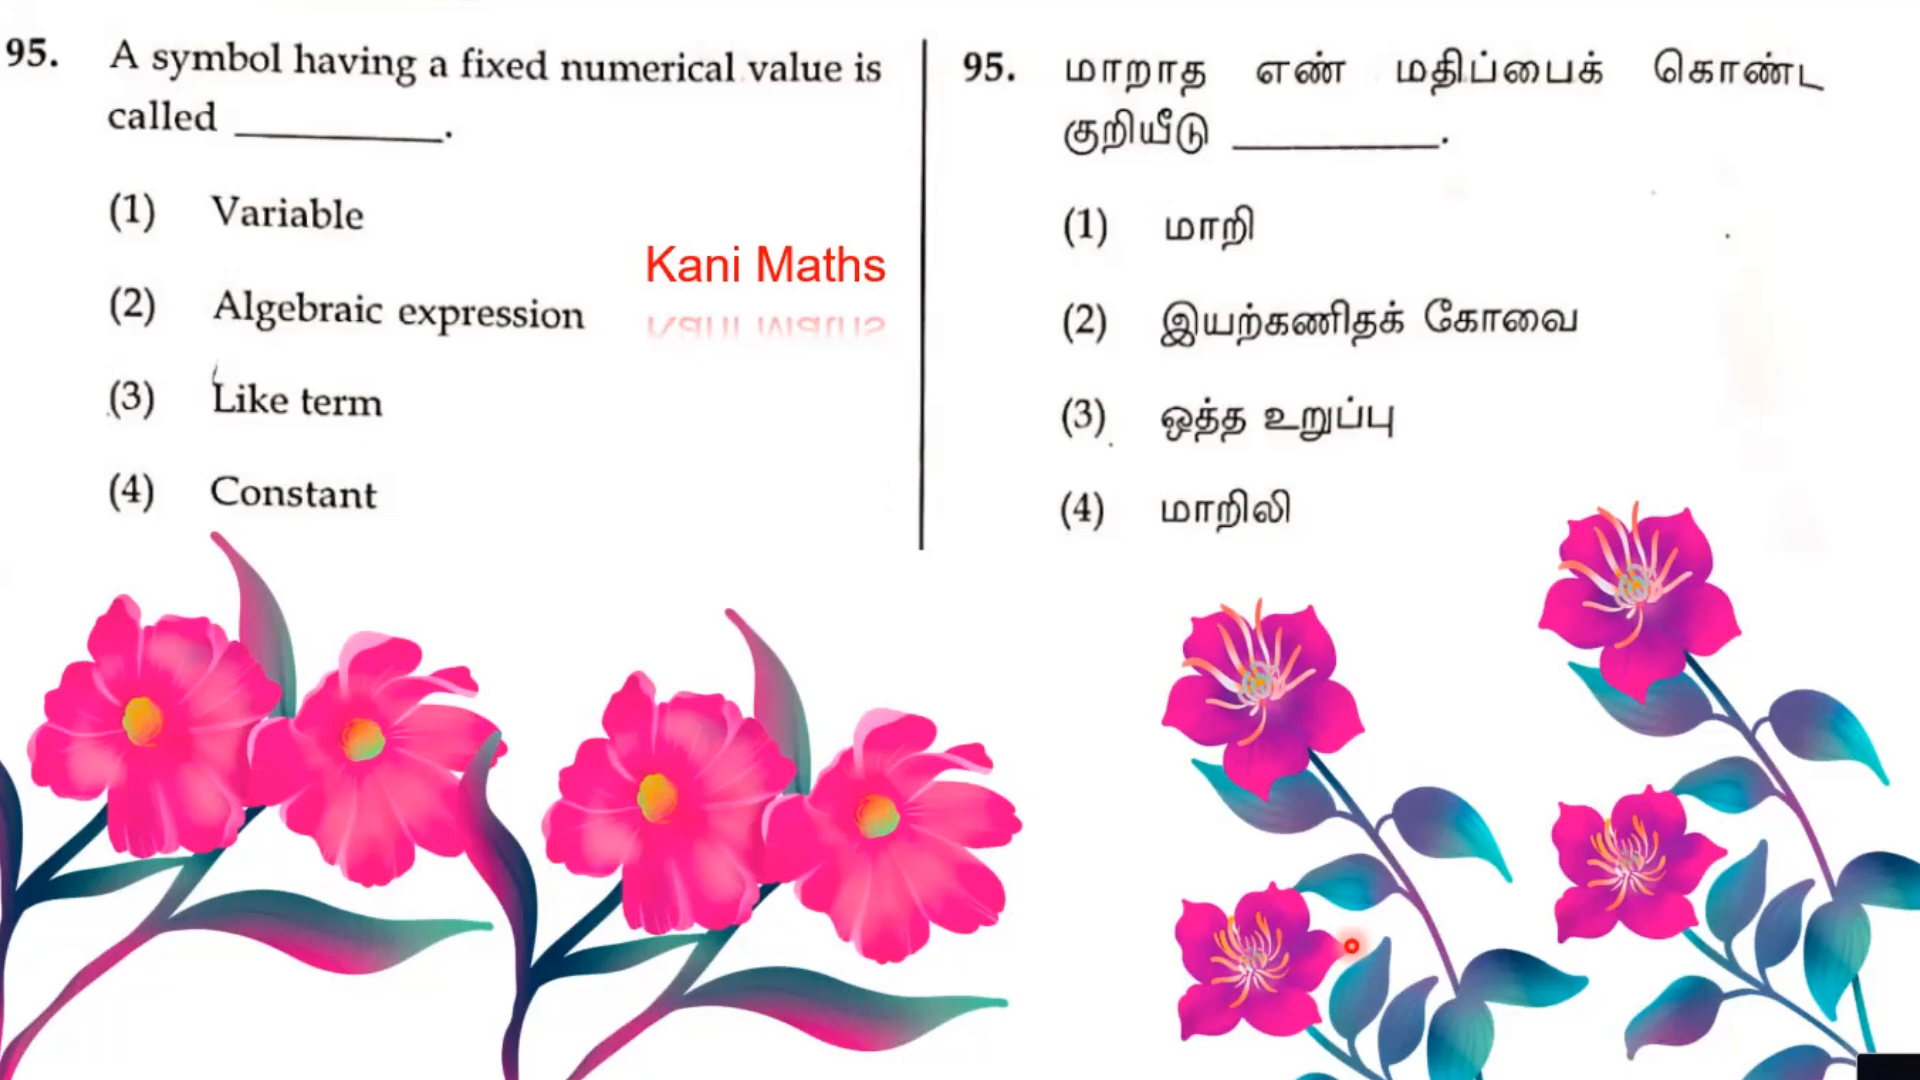 95. A symbol having a fixed numerical value is
called ________.
(1) Variable
(2) Algebraic expression
(3) Like term
(4) Constant
Kani Maths
95. மாறாத எண் மதிப்பைக் கொண்ட
குறியீடு ________.
(1) மாறி
(2) இயற்கணிதக் கோவை
(3) ஒத்த உறுப்பு
(4) மாறிலி